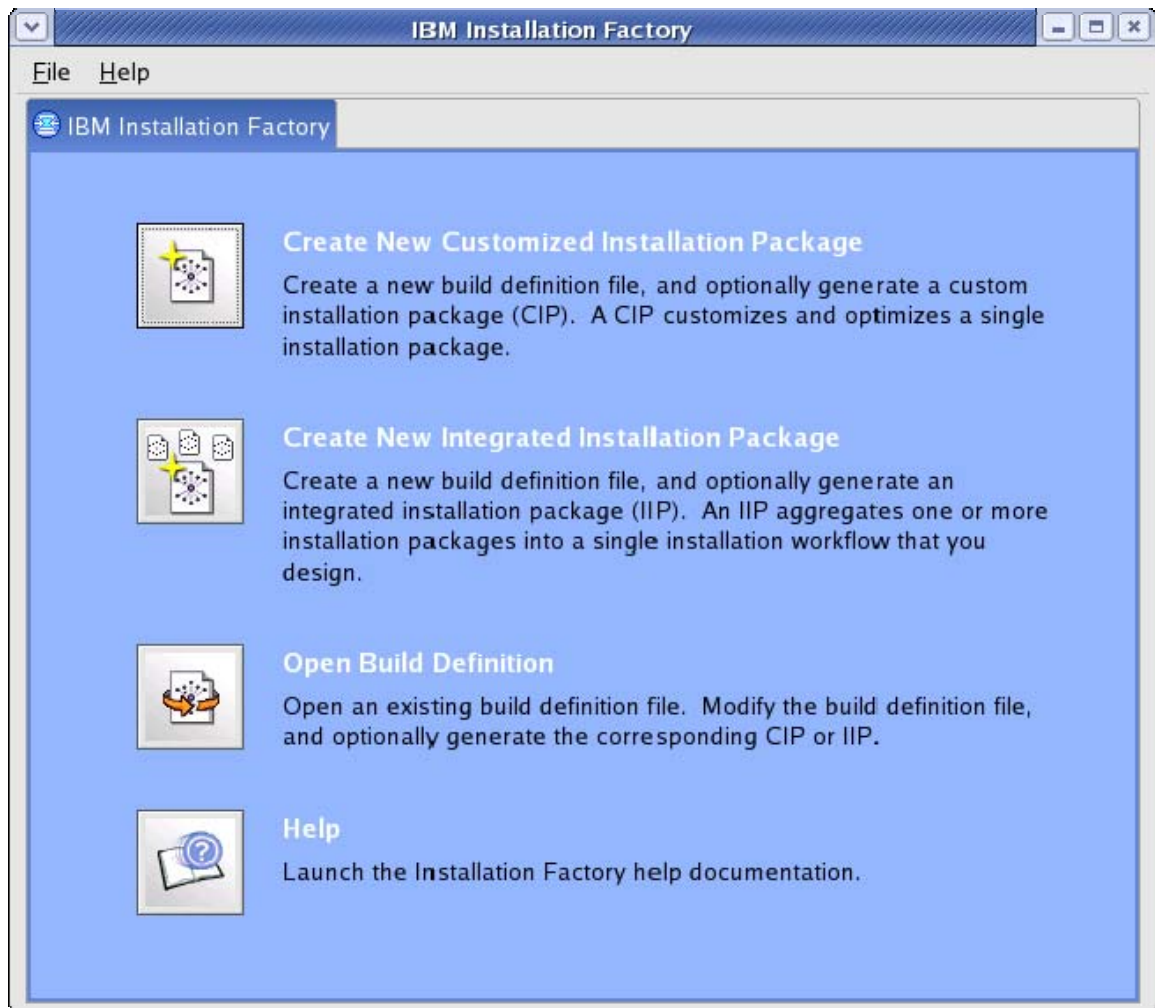 IBM Installation Factory
File Help
IBM Installation Factory
Create New Customized Installation Package
Create a new build definition file, and optionally generate a custom
installation package (CIP). A CIP customizes and optimizes a single
installation package.
Create New Integrated Installation Package
Create a new build definition file, and optionally generate an
integrated installation package (IIP). An IIP aggregates one or more
installation packages into a single installation workflow that you
design.
Open Build Definition
Open an existing build definition file. Modify the build definition file,
and optionally generate the corresponding CIP or IIP.
Help
Launch the Installation Factory help documentation.